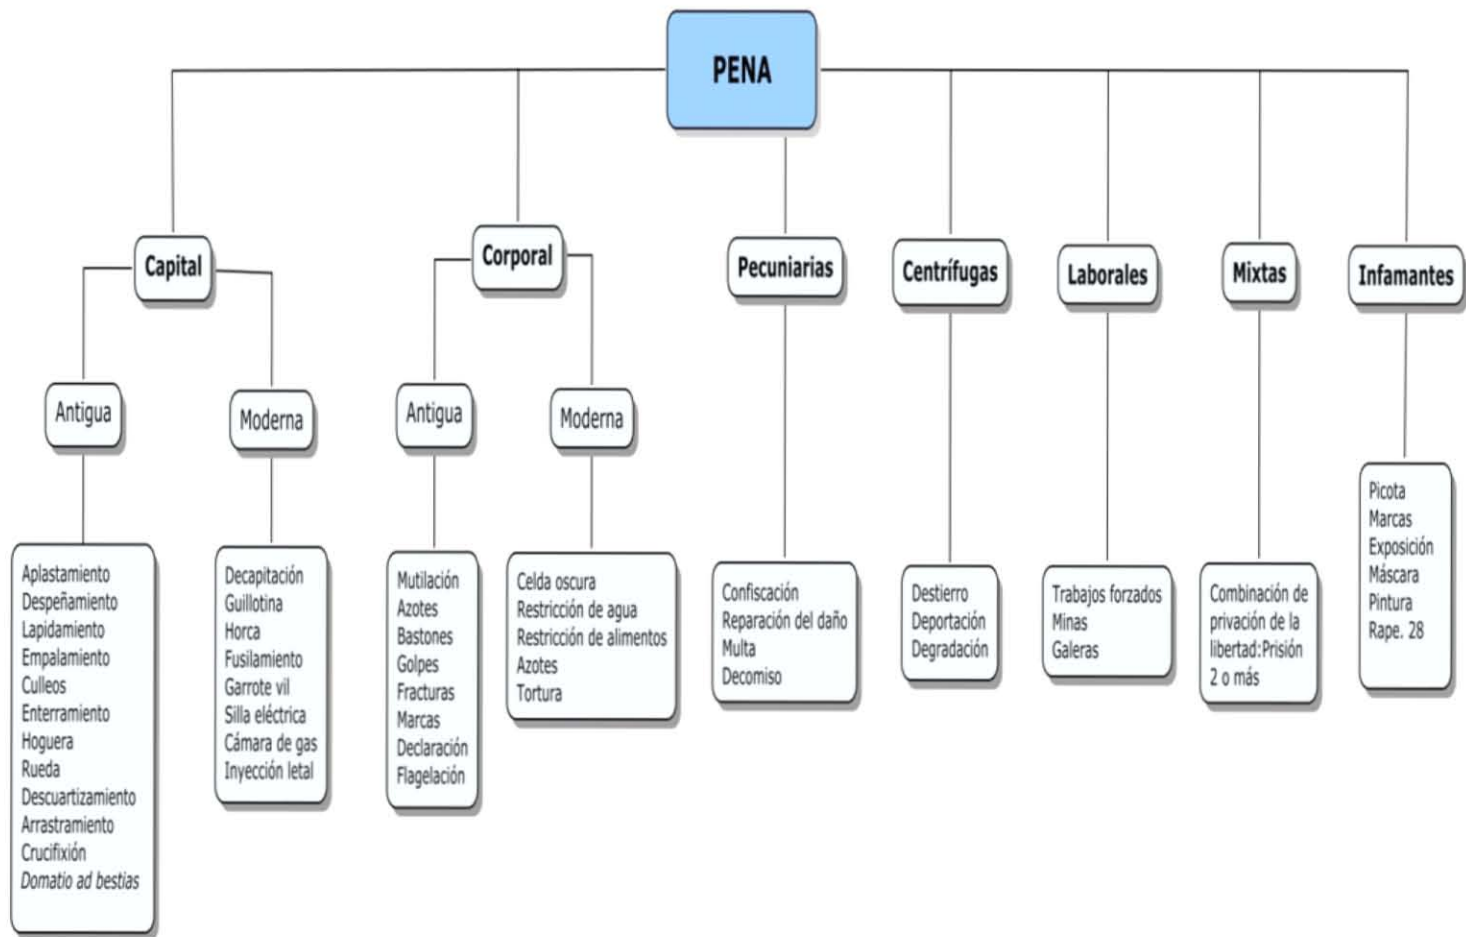 PENA
Capital
Corporal
Pecuniarias
Centrífugas
Laborales
Mixtas
Infamantes
Antigua
Moderna
Antigua
Moderna
Aplastamiento
Despeñamiento
Lapidamiento
Empalamiento
Culleos
Enterramiento
Hoguera
Rueda
Descuartizamiento
Arrastramiento
Crucifixión
Domatio ad bestias
Decapitación
Guillotina
Horca
Fusilamiento
Garrote vil
Silla eléctrica
Cámara de gas
Inyección letal
Mutilación
Azotes
Bastones
Golpes
Fracturas
Marcas
Declaración
Flagelación
Celda oscura
Restricción de agua
Restricción de alimentos
Azotes
Tortura
Confiscación
Reparación del daño
Multa
Decomiso
Destierro
Deportación
Degradación
Trabajos forzados
Minas
Galeras
Combinación de
privación de la
libertad:Prisión
2 o más
Picota
Marcas
Exposición
Máscara
Pintura
Rape. 28